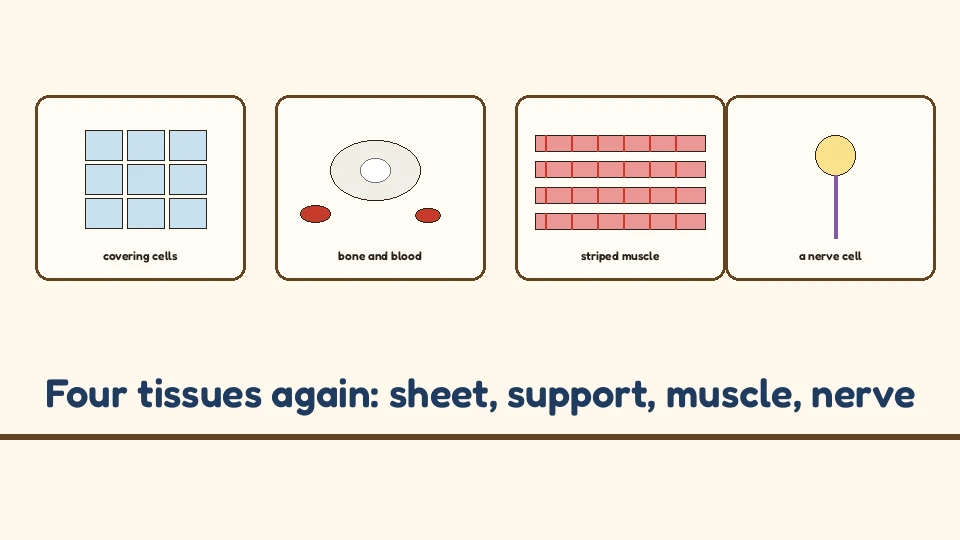 covering cells
bone and blood
striped muscle
a nerve cell
Four tissues again: sheet, support, muscle, nerve